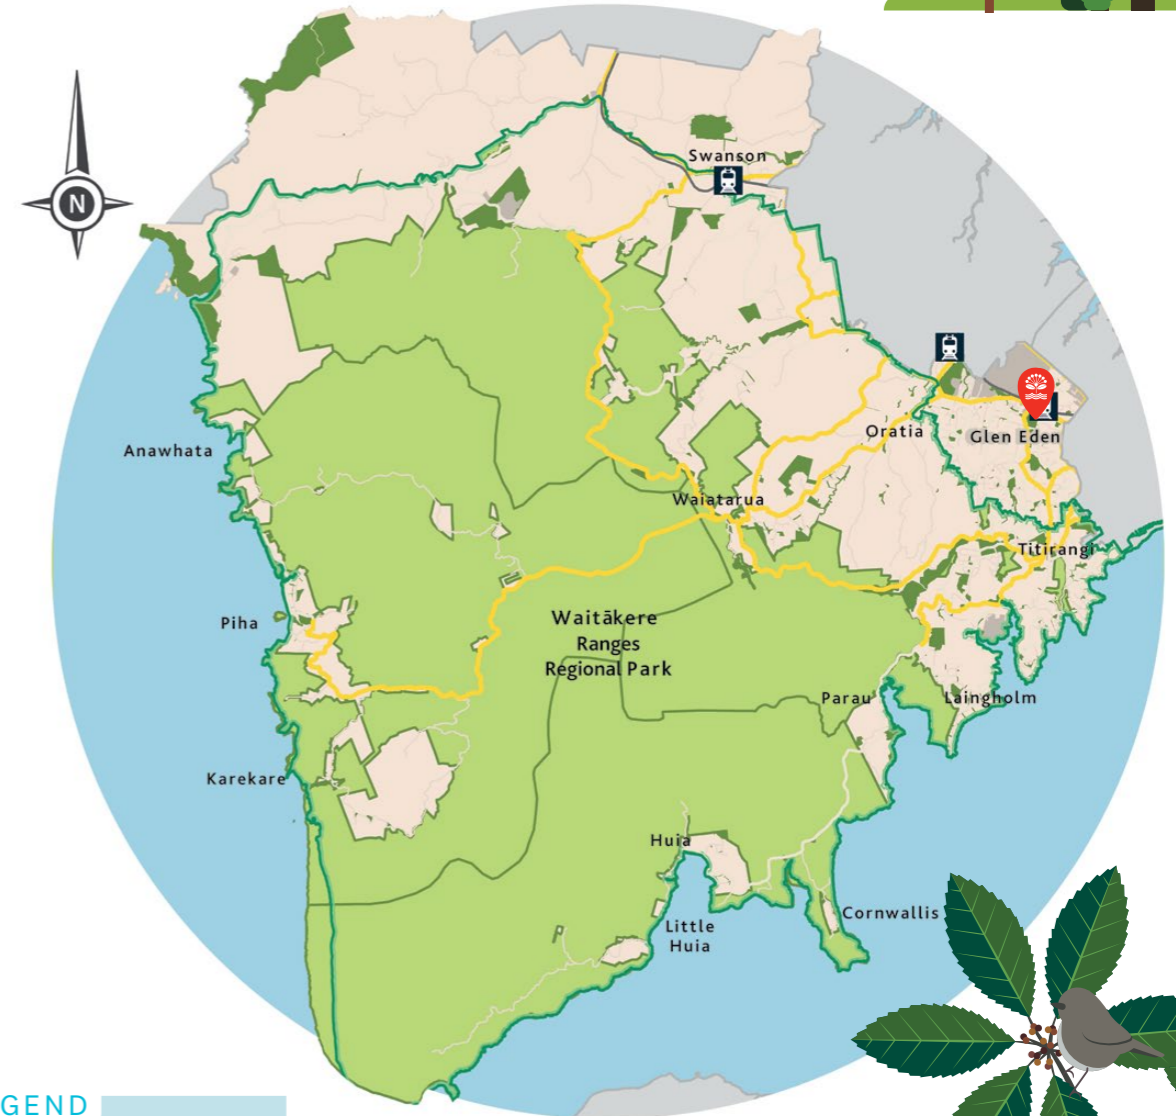 N
Swanson
Anawhata
Oratia
Glen Eden
Waiatarua
Titirangi
Piha
Waitākere
Ranges
Regional Park
Parau
Laingholm
Karekare
Huia
Cornwallis
Little
Huia
GEND